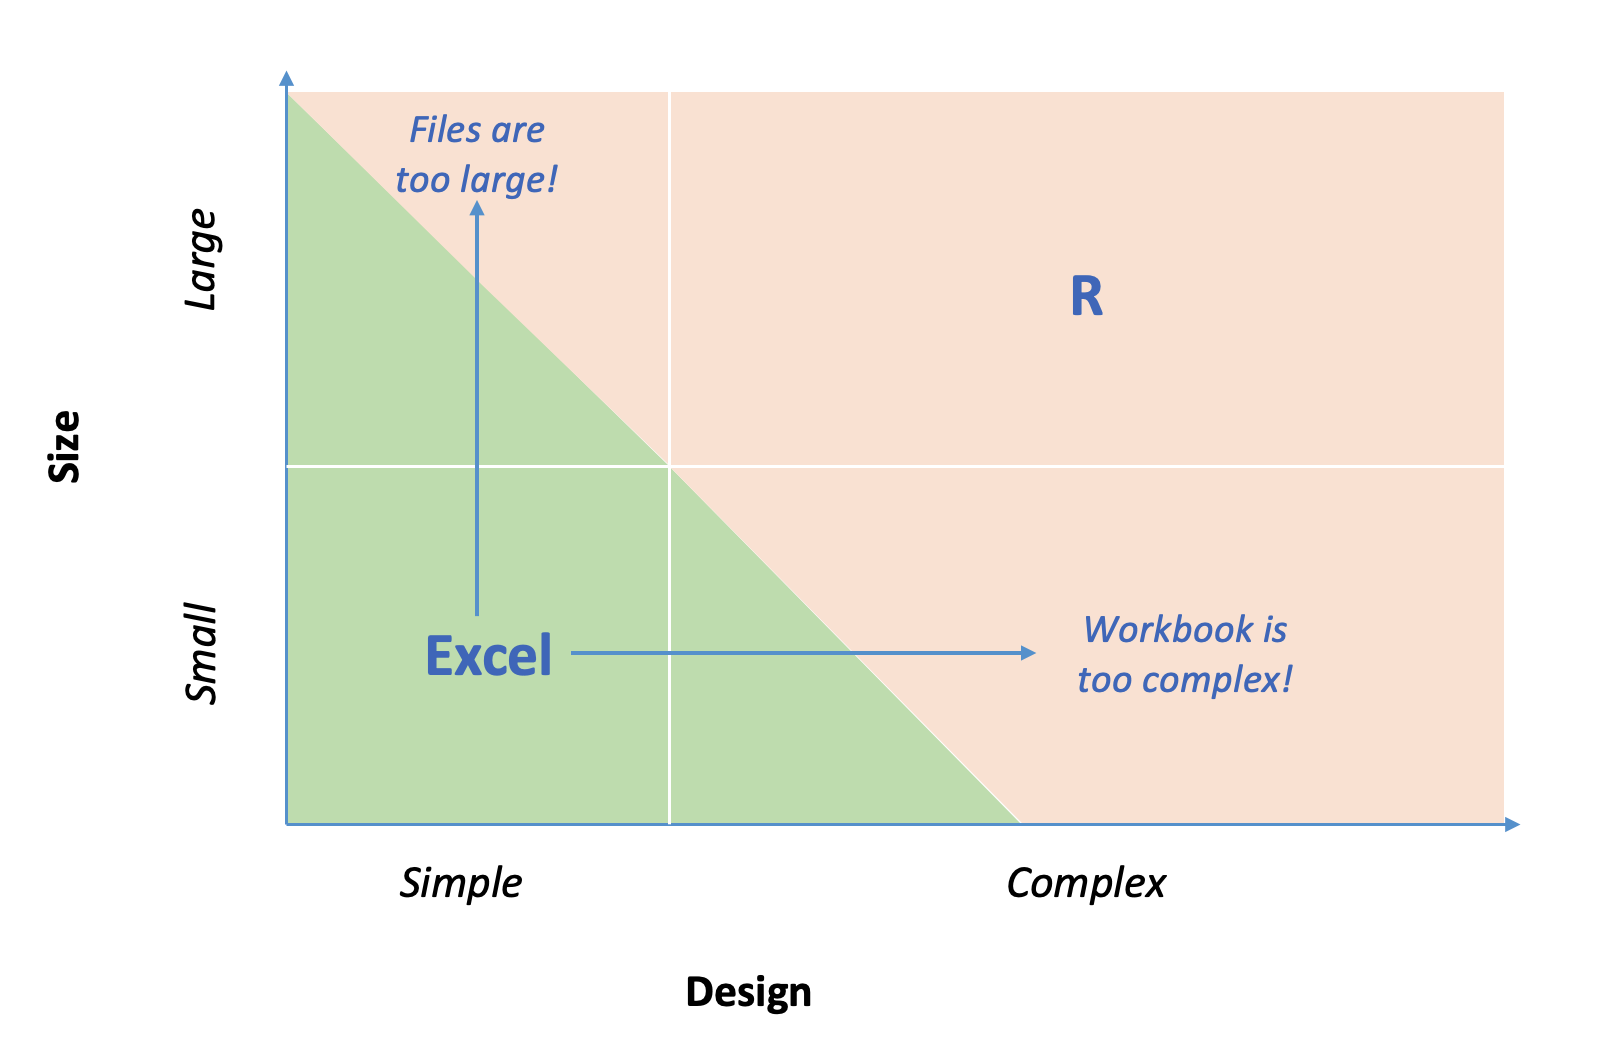 Files are
too large!
Large
R
Size
Small
Excel
Workbook is
too complex!
Simple
Complex
Design